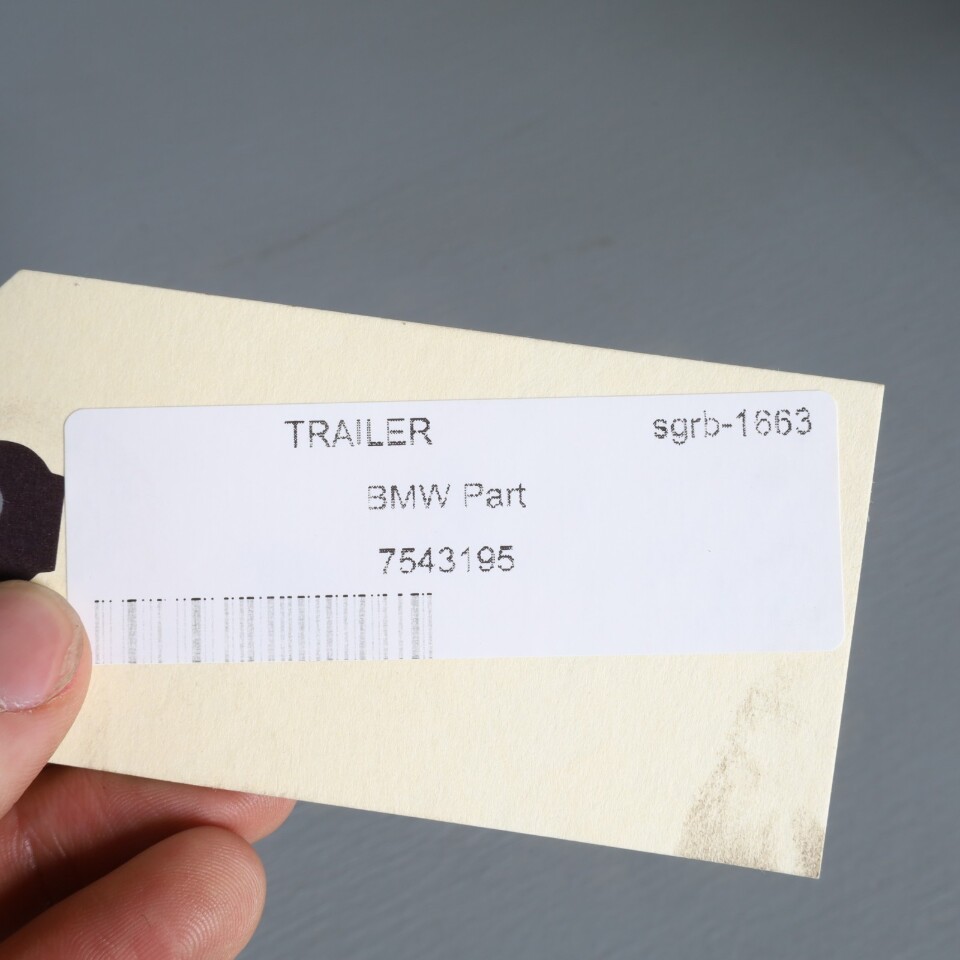 TRAILER sgrb-1663
BMW Part
7543195